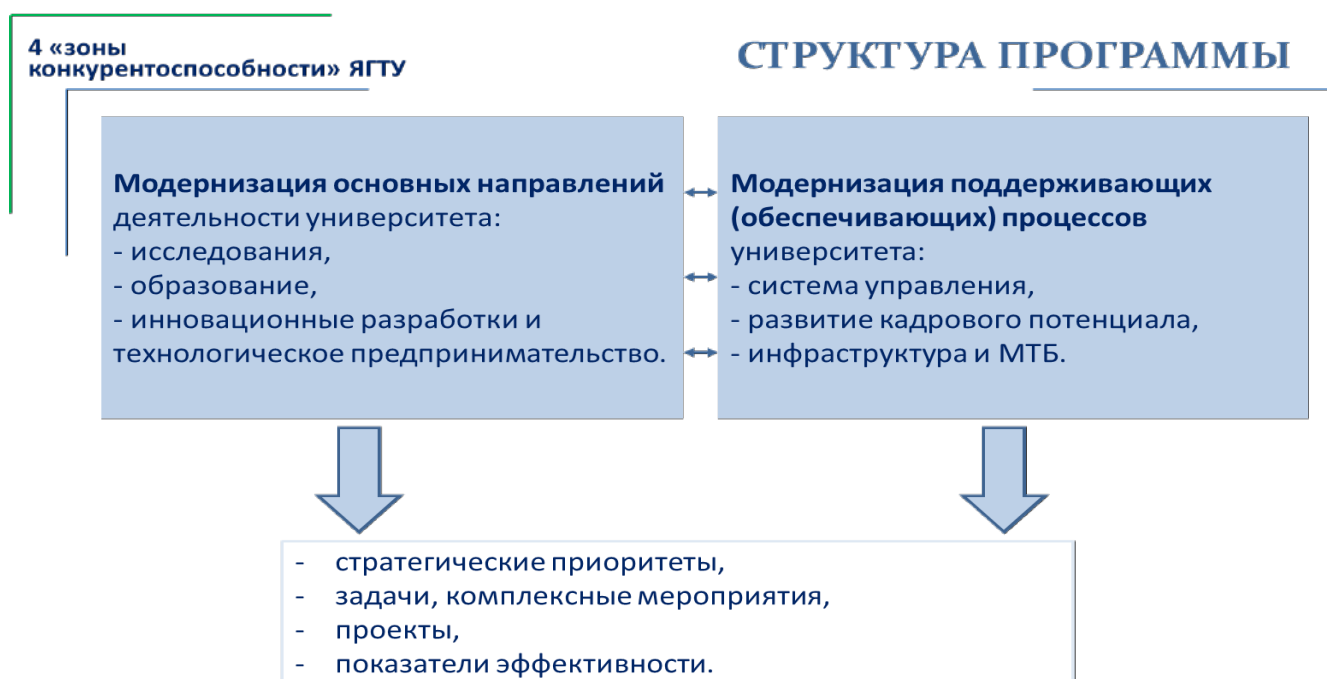 4 «зоны
конкурентоспособности» ЯГТУ
СТРУКТУРА ПРОГРАММЫ
Модернизация основных направлений
деятельности университета:
- исследования,
- образование,
- инновационные разработки и
технологическое предпринимательство.
Модернизация поддерживающих
(обеспечивающих) процессов
университета:
- система управления,
- развитие кадрового потенциала,
- инфраструктура и МТБ.
- стратегические приоритеты,
- задачи, комплексные мероприятия,
- проекты,
- показатели эффективности.